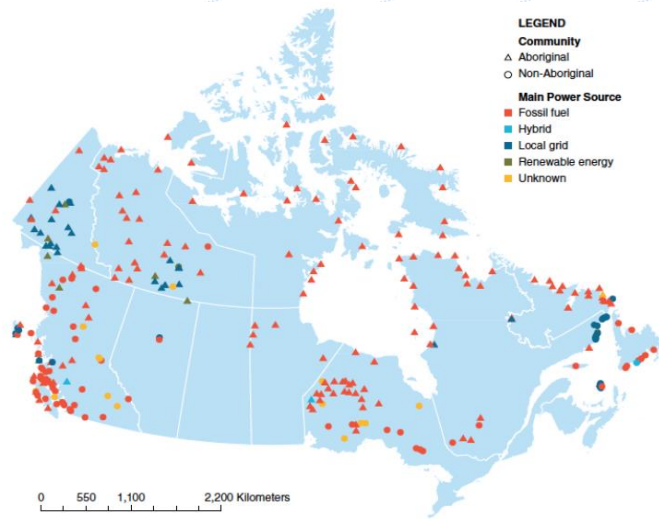 LEGEND
Community
Aboriginal
Non-Aboriginal
Main Power Source
Fossil fuel
Hybrid
Local grid
Renewable energy
Unknown
0 550 1,100 2,200 Kilometers